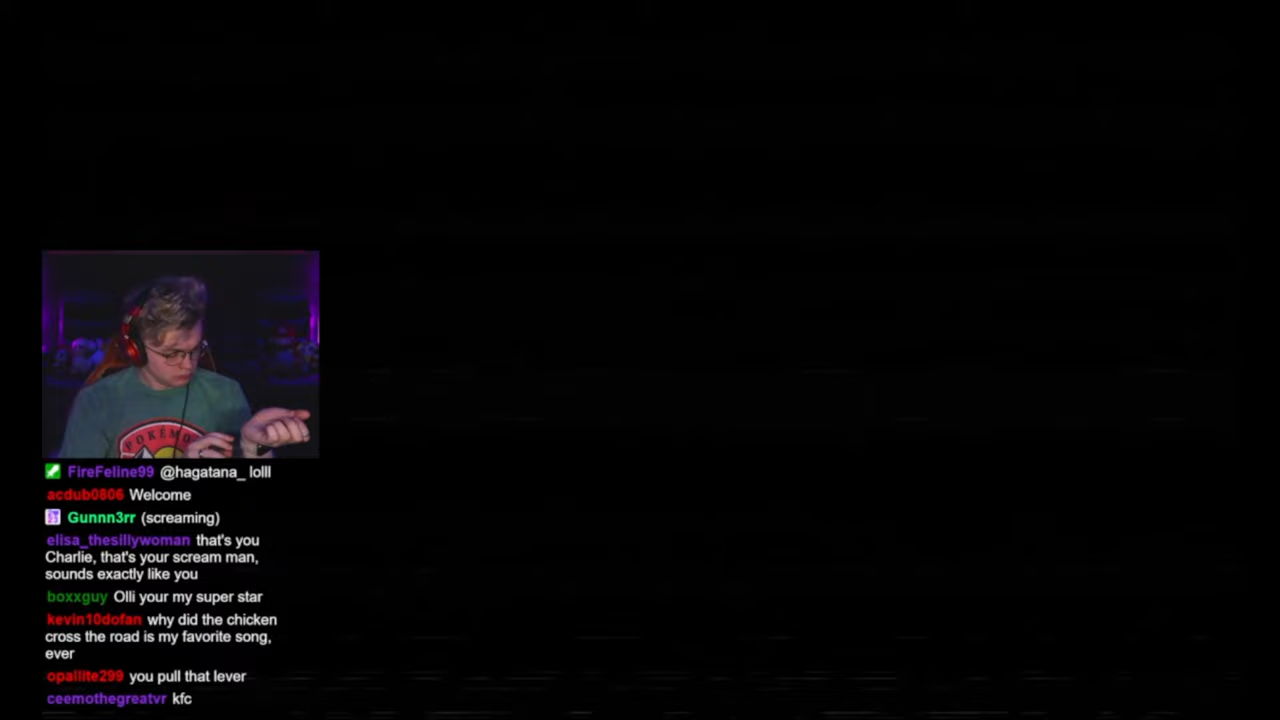 POKÉMO
FireFeline99 @hagatana_ lolll
acdub0806 Welcome
Gunnn3rr (screaming)
elisa_thesillywoman that's you
Charlie, that's your scream man,
sounds exactly like you
boxxguy Olli your my super star
kevin10dofan why did the chicken
cross the road is my favorite song,
ever
opallite299 you pull that lever
ceemothegreatvr kfc